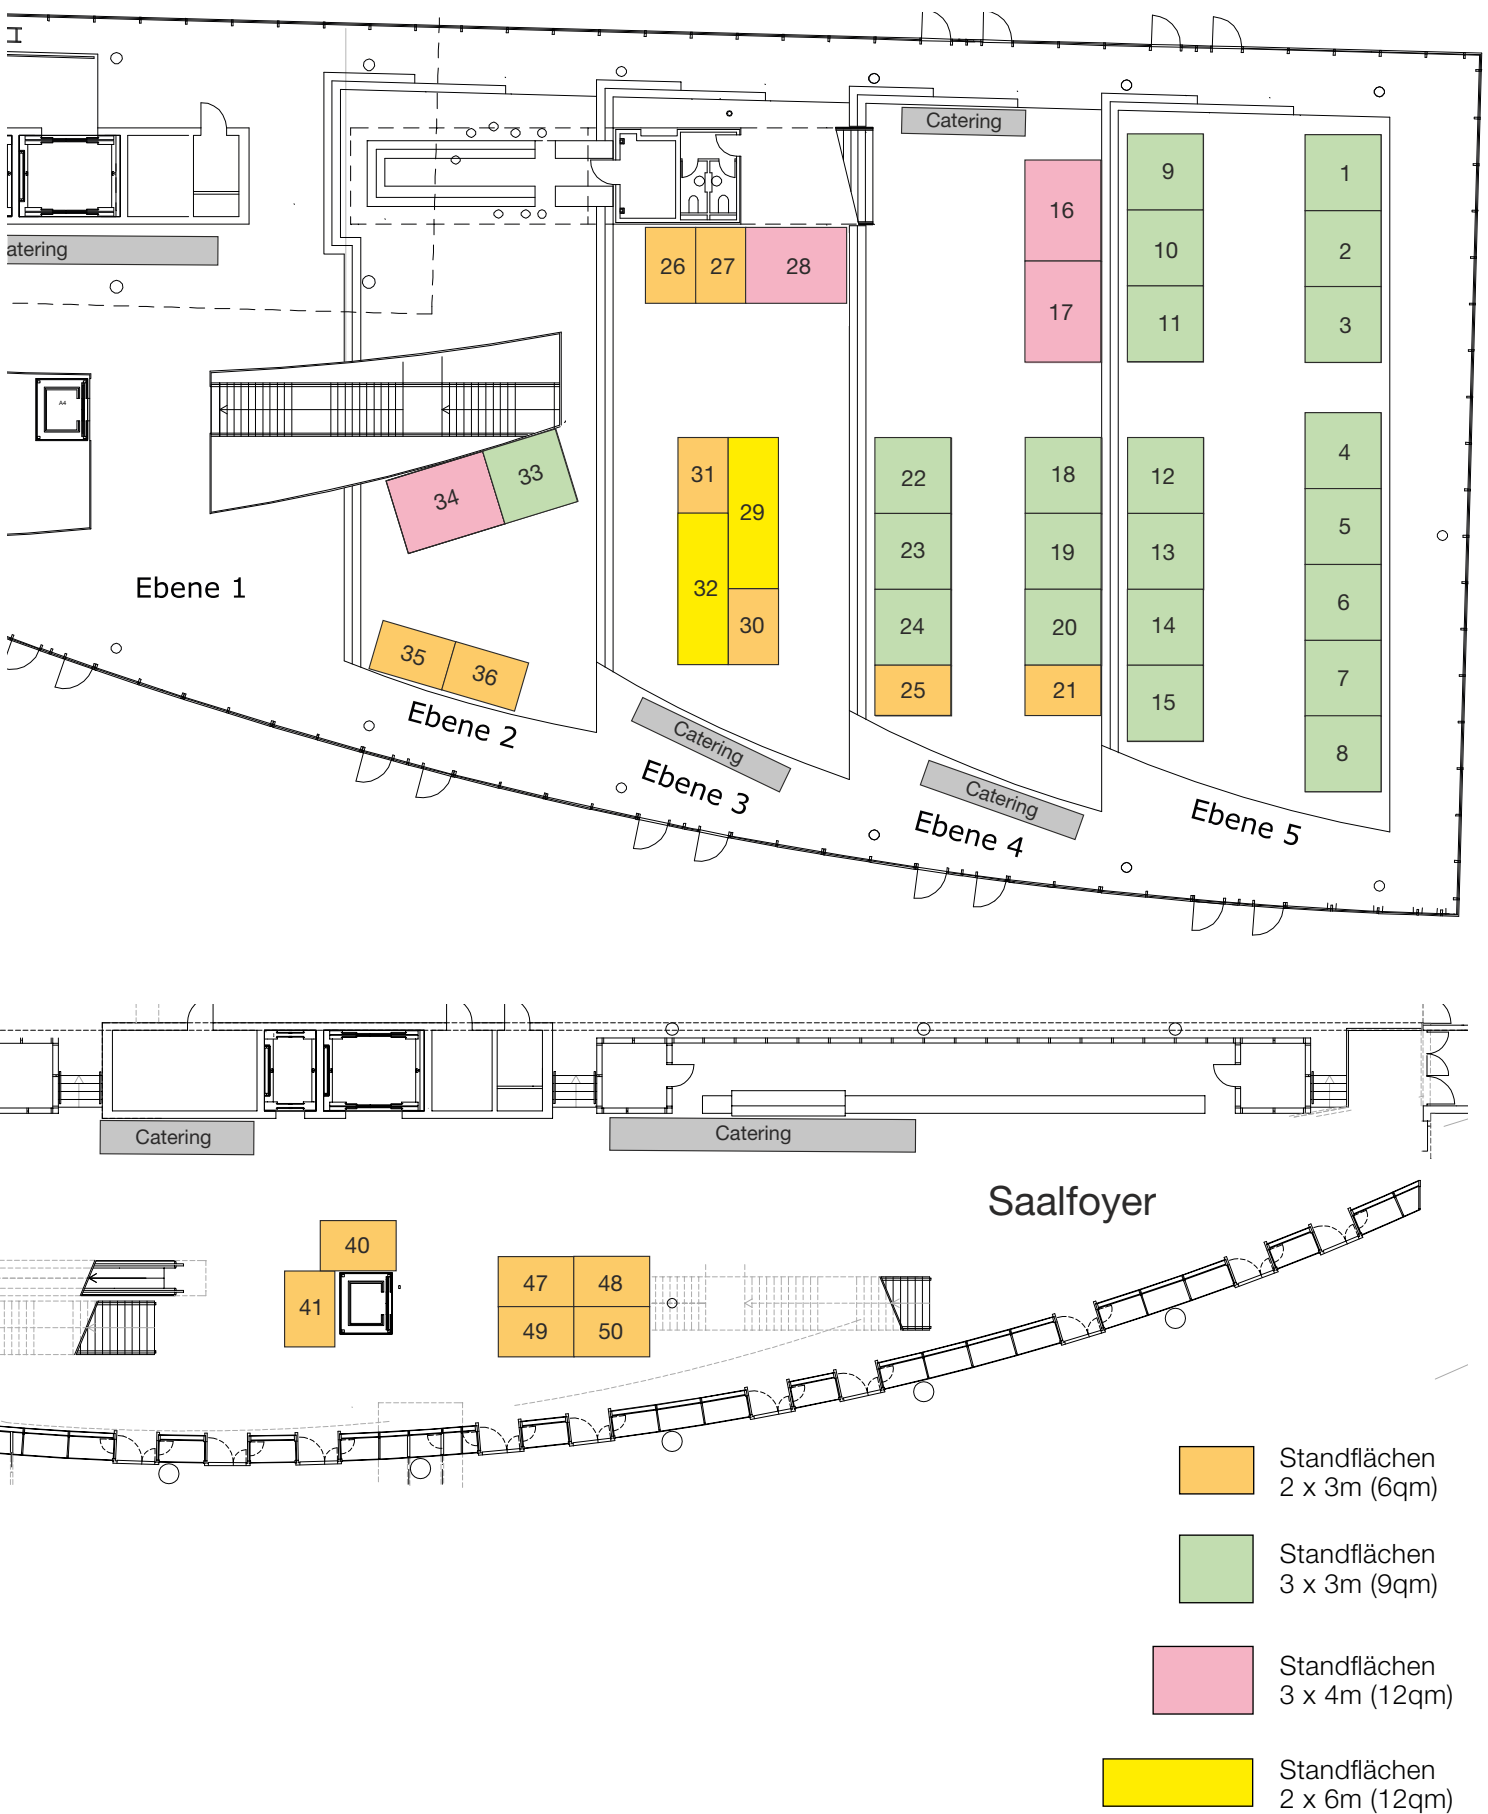 Catering
9
1
16
10
2
atering
26
27
28
17
11
3
A4
31
33
34
29
22
18
12
4
23
19
13
5
Ebene 1
32
30
24
20
14
6
35
36
25
21
15
7
Ebene 2
Catering
8
Ebene 3
Catering
Ebene 4
Ebene 5
Catering
Catering
Saalfoyer
40
41
47
48
49
50
Standflächen
2 x 3m (6qm)
Standflächen
3 x 3m (9qm)
Standflächen
3 x 4m (12qm)
Standflächen
2 x 6m (12qm)